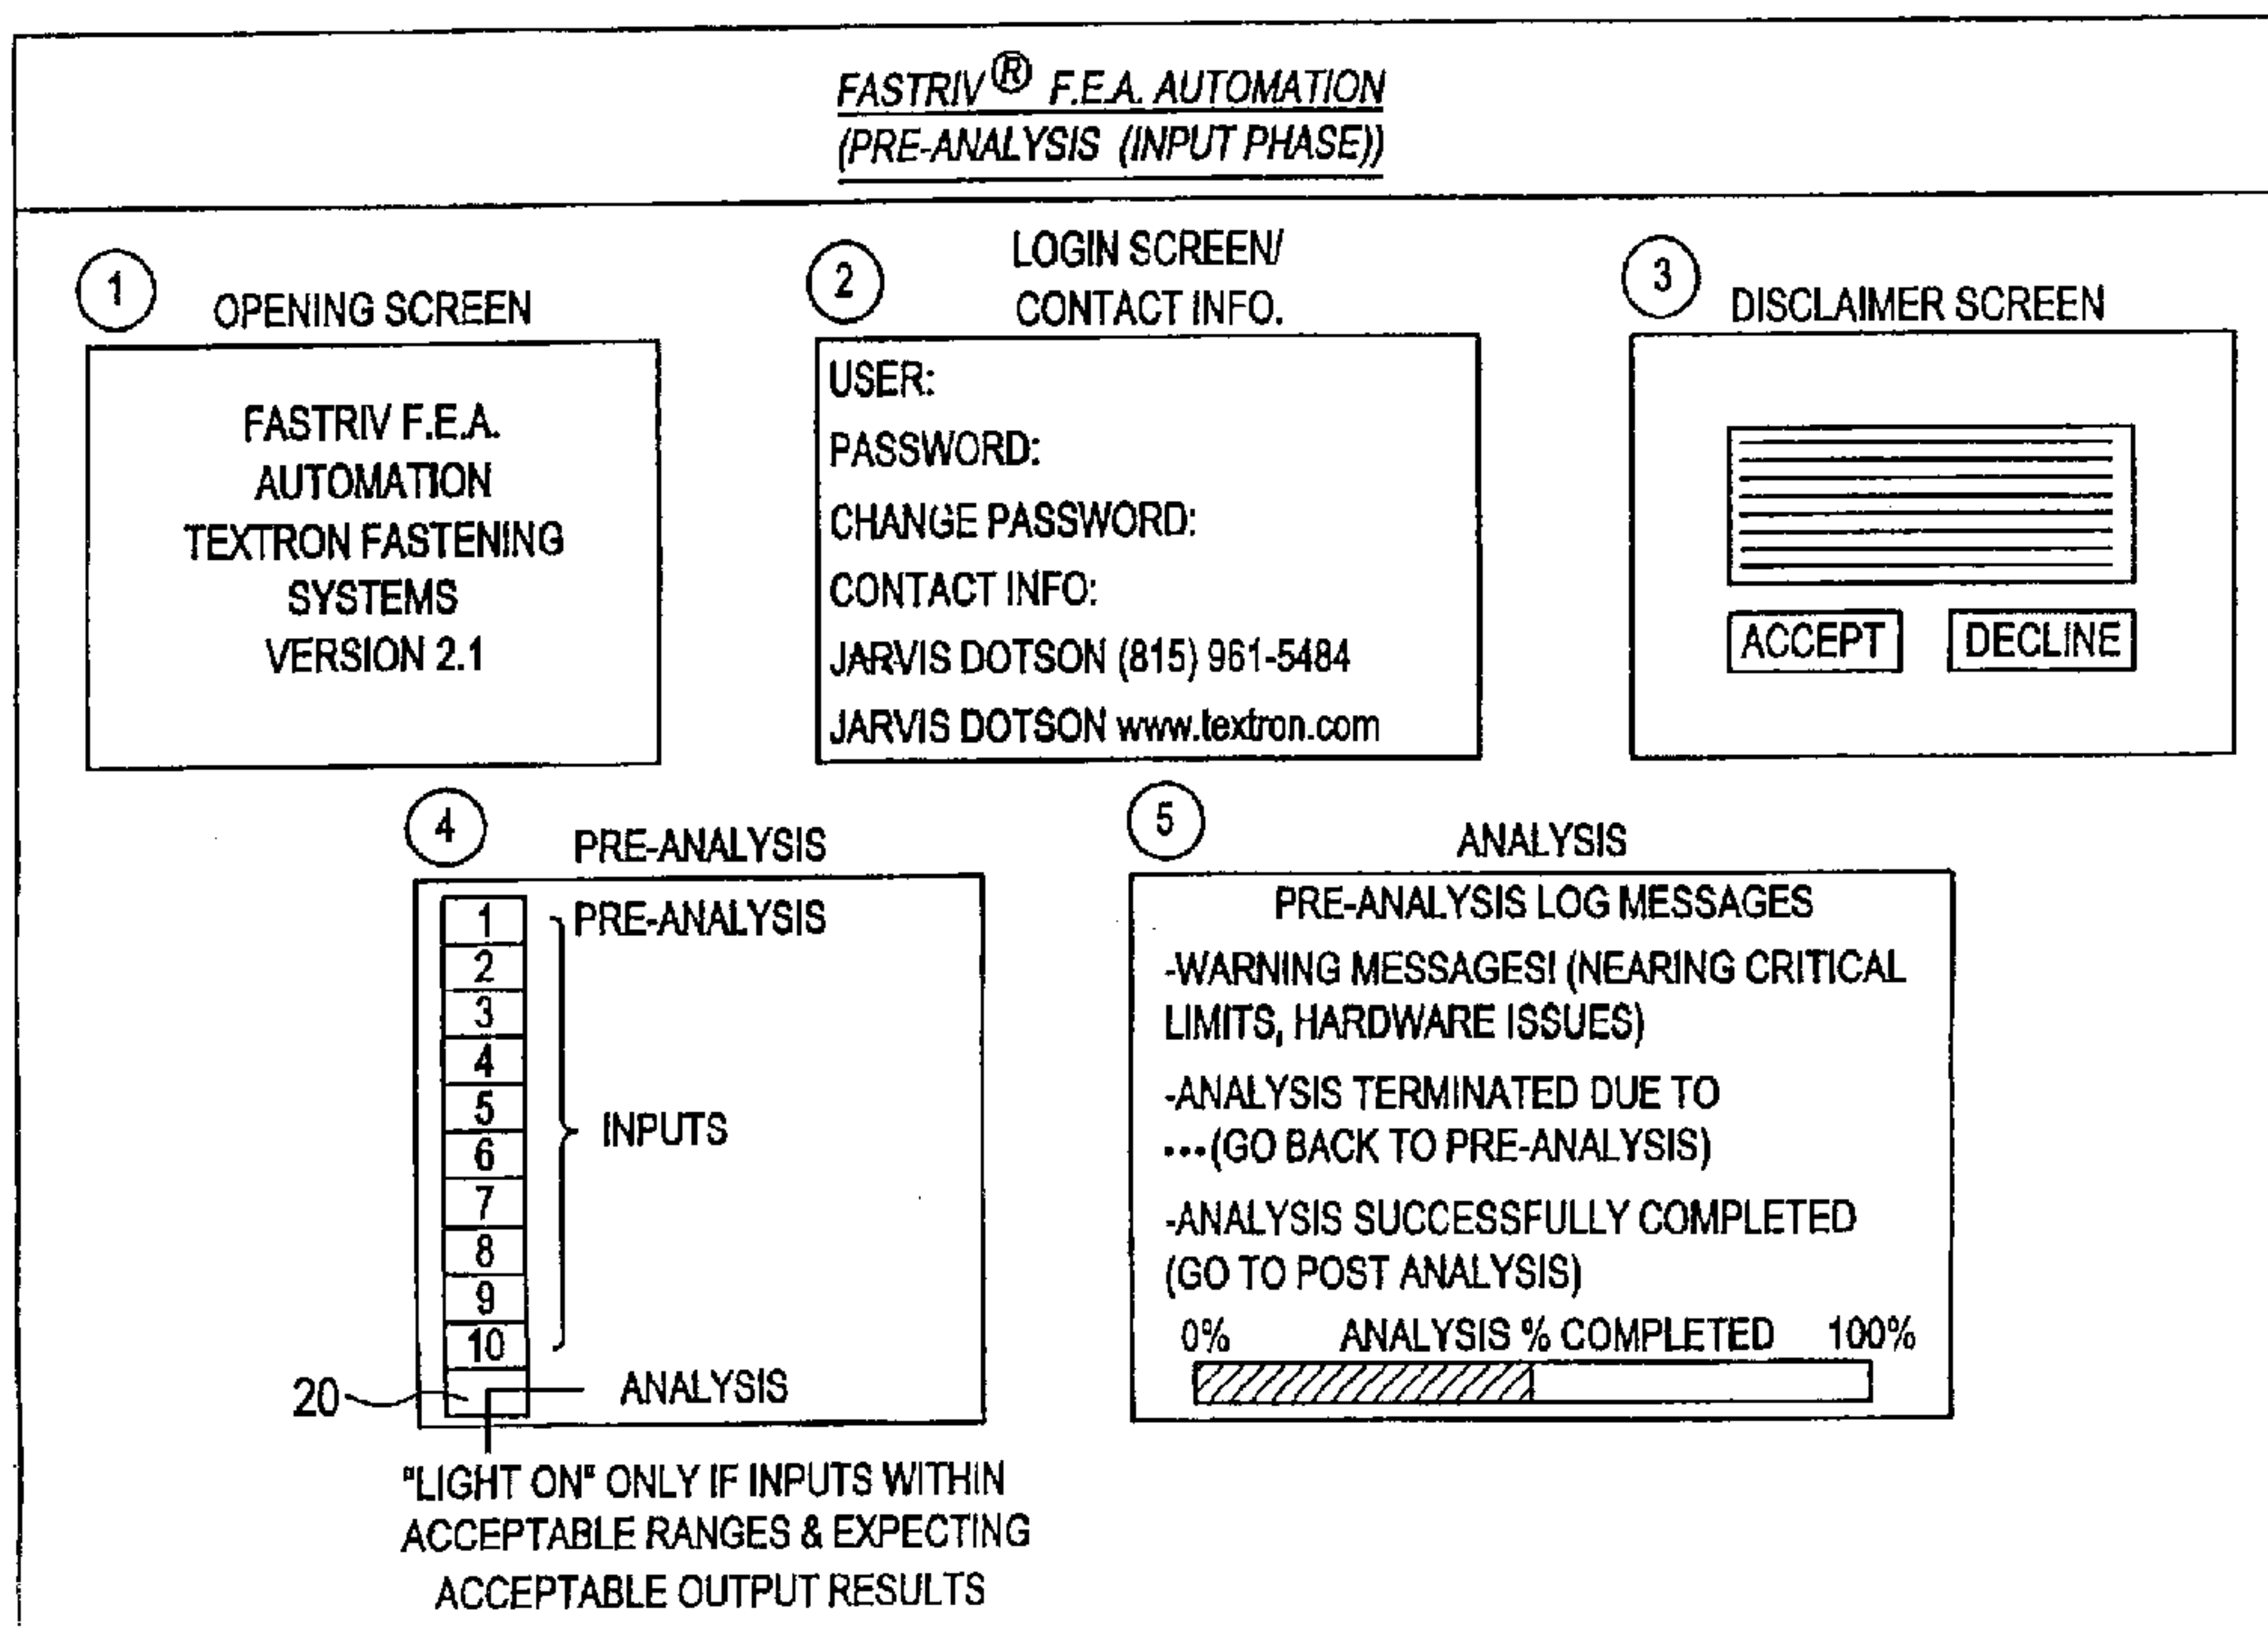 FASTRIV® F.E.A. AUTOMATION
(PRE-ANALYSIS (INPUT PHASE))
1
OPENING SCREEN
FASTRIV F.E.A.
AUTOMATION
TEXTRON FASTENING
SYSTEMS
VERSION 2.1
2
LOGIN SCREEN/
CONTACT INFO.
USER:
PASSWORD:
CHANGE PASSWORD:
CONTACT INFO:
JARVIS DOTSON (815) 961-5484
JARVIS DOTSON www.textron.com
3
DISCLAIMER SCREEN
ACCEPT
DECLINE
4
PRE-ANALYSIS
1
PRE-ANALYSIS
2
3
4
5
INPUTS
6
7
8
9
10
20
ANALYSIS
"LIGHT ON" ONLY IF INPUTS WITHIN
ACCEPTABLE RANGES & EXPECTING
ACCEPTABLE OUTPUT RESULTS
5
ANALYSIS
PRE-ANALYSIS LOG MESSAGES
-WARNING MESSAGES! (NEARING CRITICAL
LIMITS, HARDWARE ISSUES)
-ANALYSIS TERMINATED DUE TO
...(GO BACK TO PRE-ANALYSIS)
-ANALYSIS SUCCESSFULLY COMPLETED
(GO TO POST ANALYSIS)
0% ANALYSIS % COMPLETED 100%